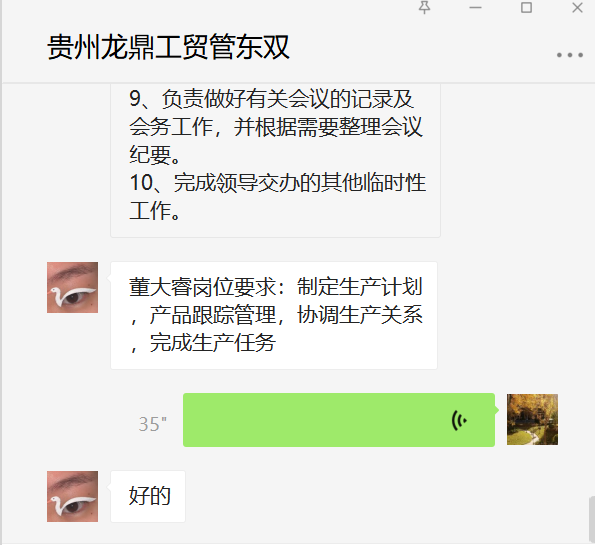 贵州龙鼎工贸管东双
9、负责做好有关会议的记录及
会务工作，并根据需要整理会议
纪要。
10、完成领导交办的其他临时性
工作。
董大睿岗位要求：制定生产计划
，产品跟踪管理，协调生产关系
，完成生产任务
35"
好的